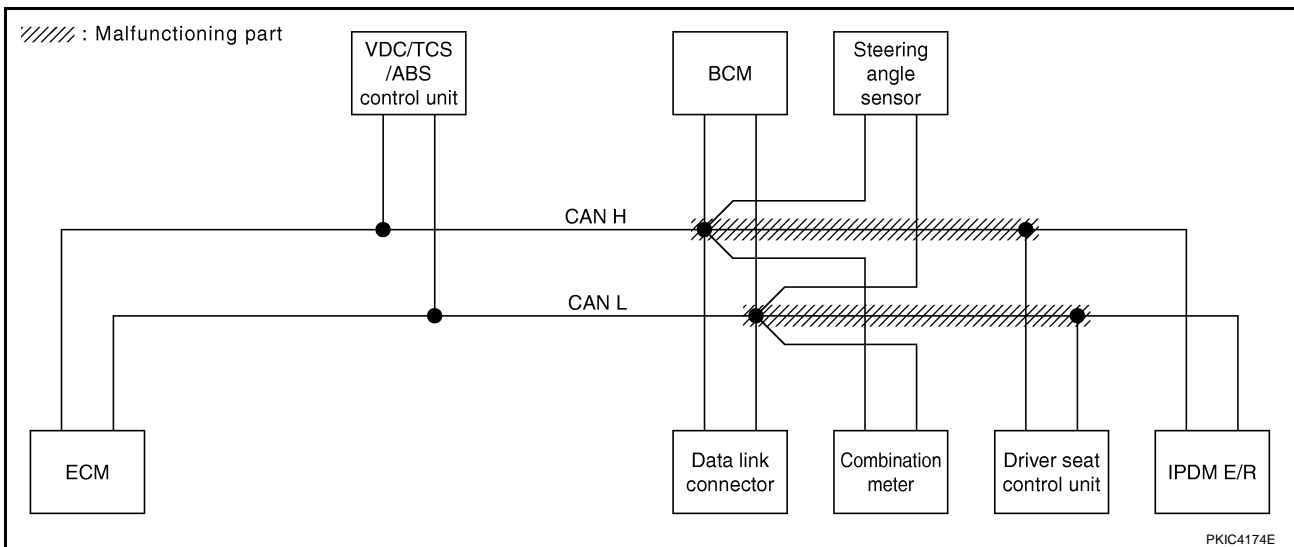 : Malfunctioning part
VDC/TCS
/ABS
control unit
BCM
Steering
angle
sensor
CAN H
CAN L
ECM
Data link
connector
Combination
meter
Driver seat
control unit
IPDM E/R
PKIC4174E